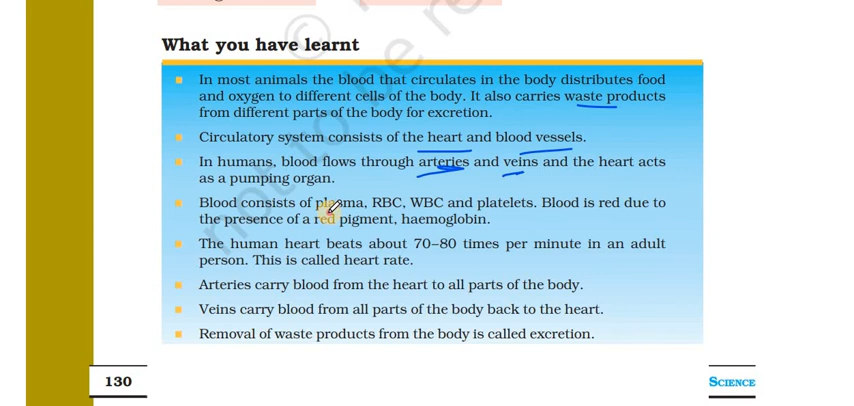 What you have learnt
In most animals the blood that circulates in the body distributes food
and oxygen to different cells of the body. It also carries waste products
from different parts of the body for excretion.
Circulatory system consists of the heart and blood vessels.
In humans, blood flows through arteries and veins and the heart acts
as a pumping organ.
Blood consists of plasma, RBC, WBC and platelets. Blood is red due to
the presence of a red pigment, haemoglobin.
The human heart beats about 70–80 times per minute in an adult
person. This is called heart rate.
Arteries carry blood from the heart to all parts of the body.
Veins carry blood from all parts of the body back to the heart.
Removal of waste products from the body is called excretion.
130
SCIENCE
not to be re
©